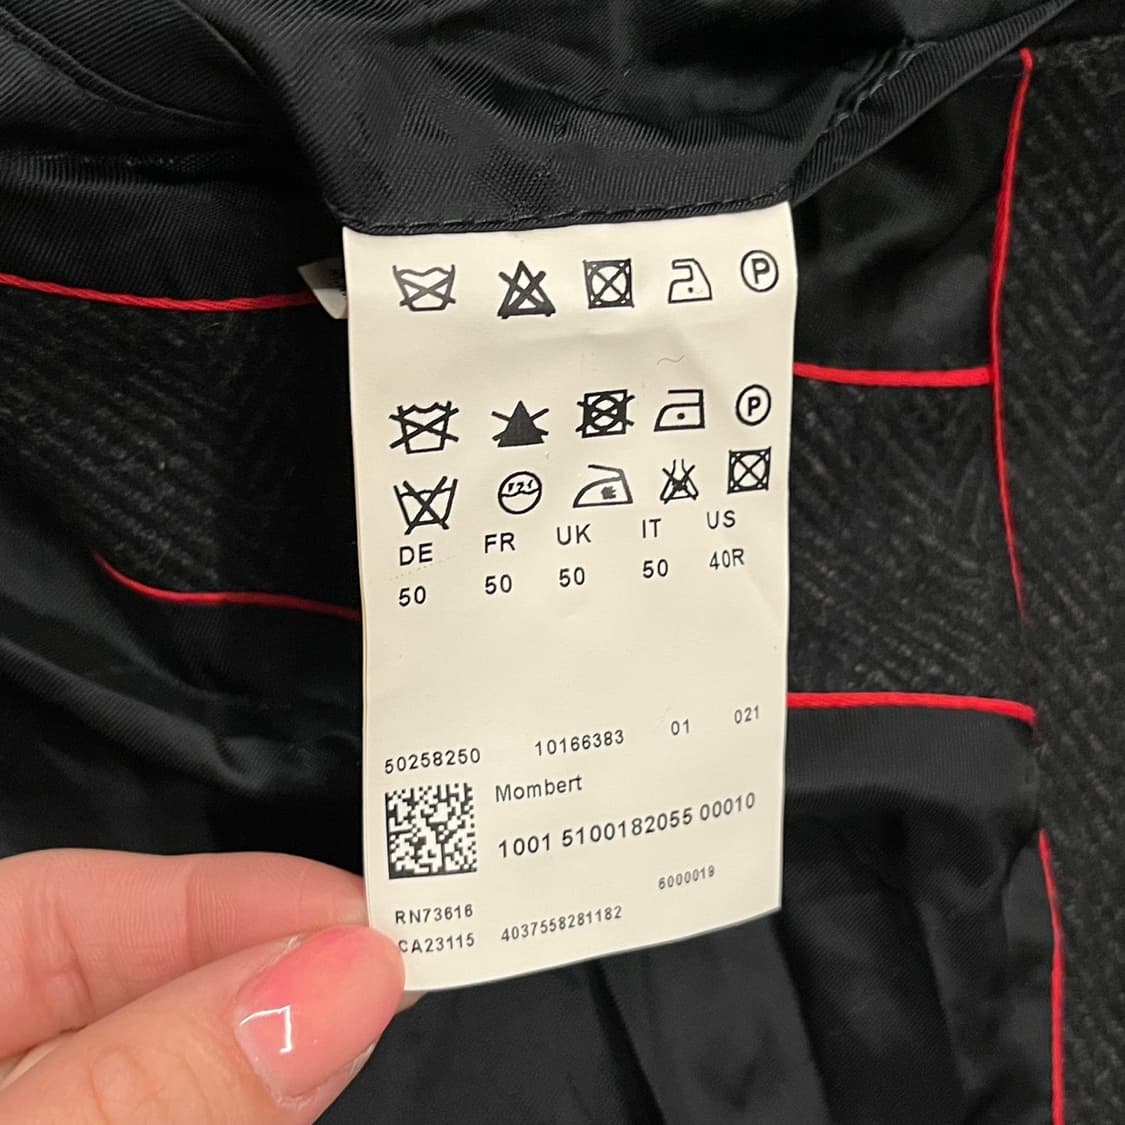 P
P
DE FR UK IT US
50 50 50 50 40R
50258250 10166383 01 021
Mombert
1001 5100182055 00010
6000019
RN73616
CA23115 4037558281182